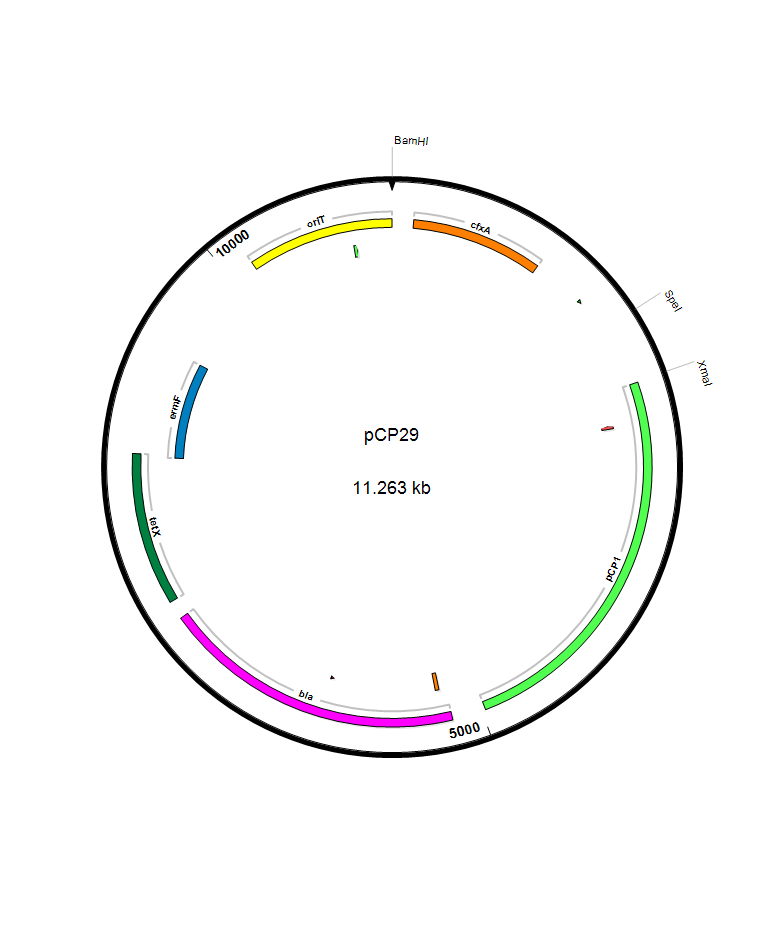 BamHI
oriT
cfxA
10000
SpeI
XmaI
ermF
pCP29
11.263 kb
tetX
pCP1
bla
5000